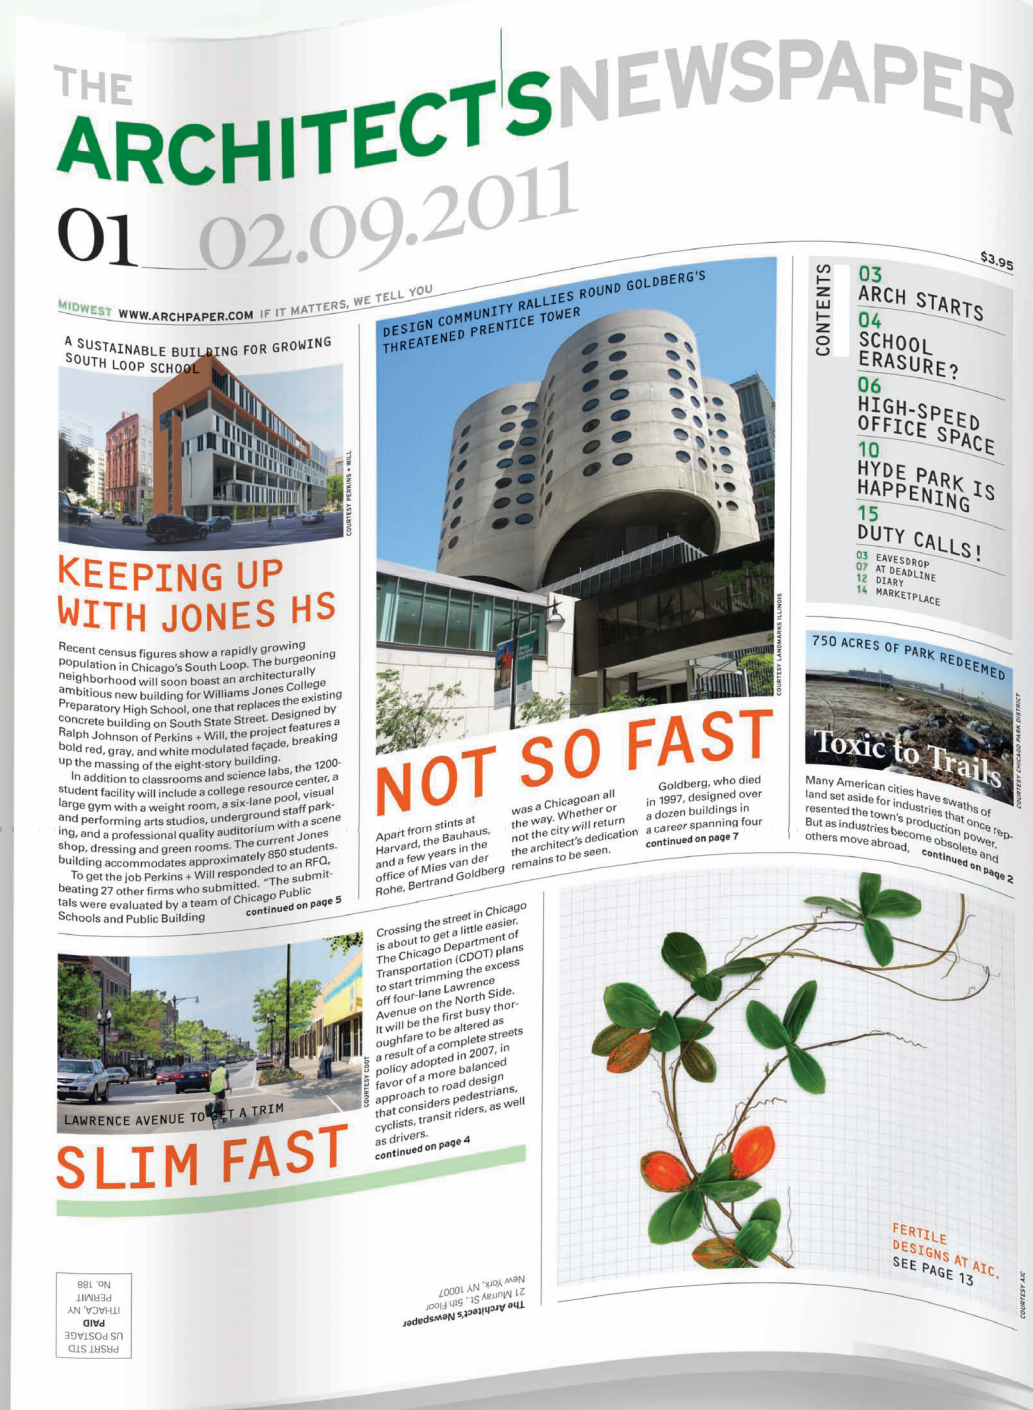 THE
ARCHITECT'S NEWSPAPER
01 02.09.2011
$3.95
MIDWEST WWW.ARCHPAPER.COM IF IT MATTERS, WE TELL YOU
A SUSTAINABLE BUILDING FOR GROWING
SOUTH LOOP SCHOOL
COURTESY PERKINS + WILL
KEEPING UP
WITH JONES HS
Recent census figures show a rapidly growing
population in Chicago's South Loop. The burgeoning
neighborhood will soon boast an architecturally
ambitious new building for Williams Jones College
Preparatory High School, one that replaces the existing
concrete building on South State Street. Designed by
Ralph Johnson of Perkins + Will, the project features a
bold red, gray, and white modulated façade, breaking
up the massing of the eight-story building.
In addition to classrooms and science labs, the 1200-
student facility will include a college resource center, a
large gym with a weight room, a six-lane pool, visual
and performing arts studios, underground staff park-
ing, and a professional quality auditorium with a scene
shop, dressing and green rooms. The current Jones
building accommodates approximately 850 students.
To get the job Perkins + Will responded to an RFQ,
beating 27 other firms who submitted. "The submit-
tals were evaluated by a team of Chicago Public
Schools and Public Building continued on page 5
DESIGN COMMUNITY RALLIES ROUND GOLDBERG'S
THREATENED PRENTICE TOWER
COURTESY LANDMARKS ILLINOIS
NOT SO FAST
Apart from stints at
Harvard, the Bauhaus,
and a few years in the
office of Mies van der
Rohe, Bertrand Goldberg
was a Chicagoan all
the way. Whether or
not the city will return
the architect's dedication
remains to be seen.
Goldberg, who died
in 1997, designed over
a dozen buildings in
a career spanning four
continued on page 7
CONTENTS
03
ARCH STARTS
04
SCHOOL
ERASURE?
06
HIGH-SPEED
OFFICE SPACE
10
HYDE PARK IS
HAPPENING
15
DUTY CALLS!
03 EAVESDROP
07 AT DEADLINE
12 DIARY
14 MARKETPLACE
750 ACRES OF PARK REDEEMED
Toxic to Trails
COURTESY CHICAGO PARK DISTRICT
Many American cities have swaths of
land set aside for industries that once rep-
resented the town's production power.
But as industries become obsolete and
others move abroad, continued on page 2
LAWRENCE AVENUE TO GET A TRIM
COURTESY CDOT
SLIM FAST
Crossing the street in Chicago
is about to get a little easier.
The Chicago Department of
Transportation (CDOT) plans
to start trimming the excess
off four-lane Lawrence
Avenue on the North Side.
It will be the first busy thor-
oughfare to be altered as
a result of a complete streets
policy adopted in 2007, in
favor of a more balanced
approach to road design
that considers pedestrians,
cyclists, transit riders, as well
as drivers.
continued on page 4
FERTILE
DESIGNS AT AIC.
SEE PAGE 13
COURTESY AIC
The Architect's Newspaper
21 Murray St., 5th Floor
New York, NY 10007
PRSRT STD
US POSTAGE
PAID
ITHACA, NY
PERMIT
No. 188